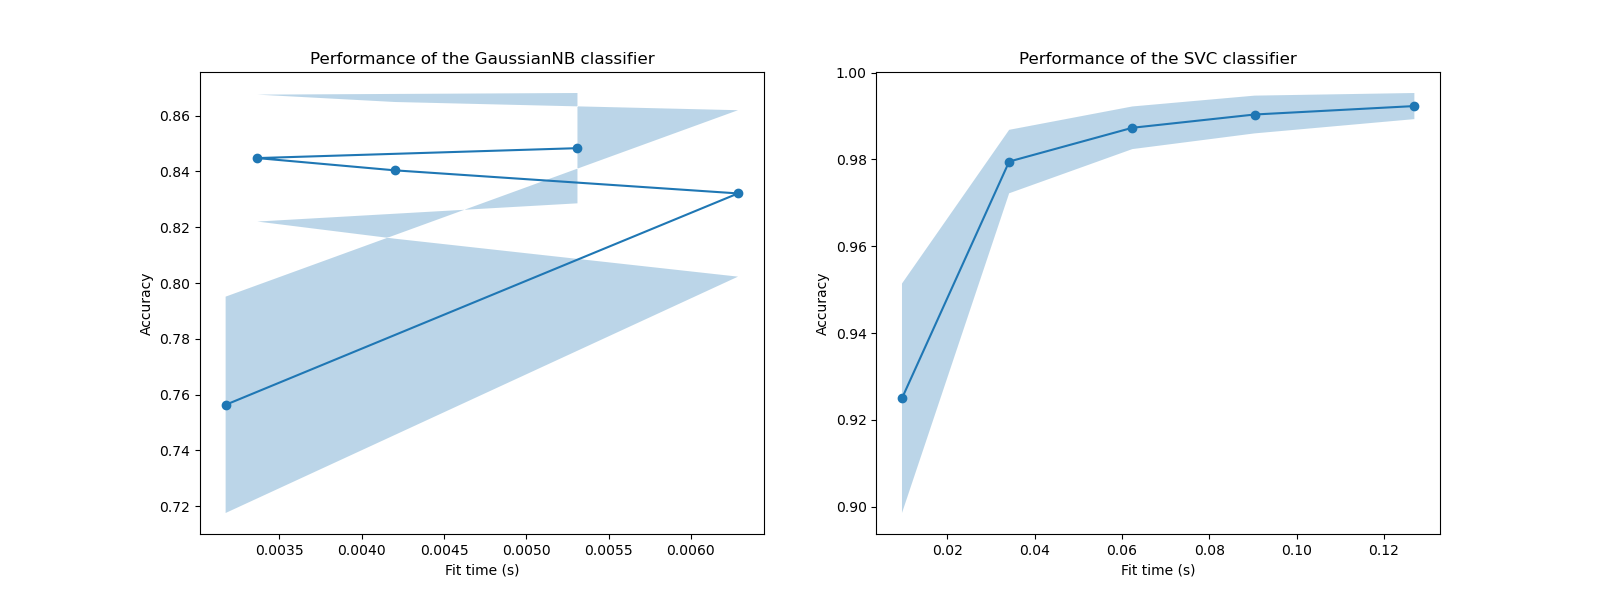 Performance of the GaussianNB classifier
0.86
0.84
0.82
0.80
0.78
0.76
0.74
0.72
Accuracy
0.0035 0.0040 0.0045 0.0050 0.0055 0.0060
Fit time (s)
Performance of the SVC classifier
1.00
0.98
0.96
0.94
0.92
0.90
Accuracy
0.02 0.04 0.06 0.08 0.10 0.12
Fit time (s)